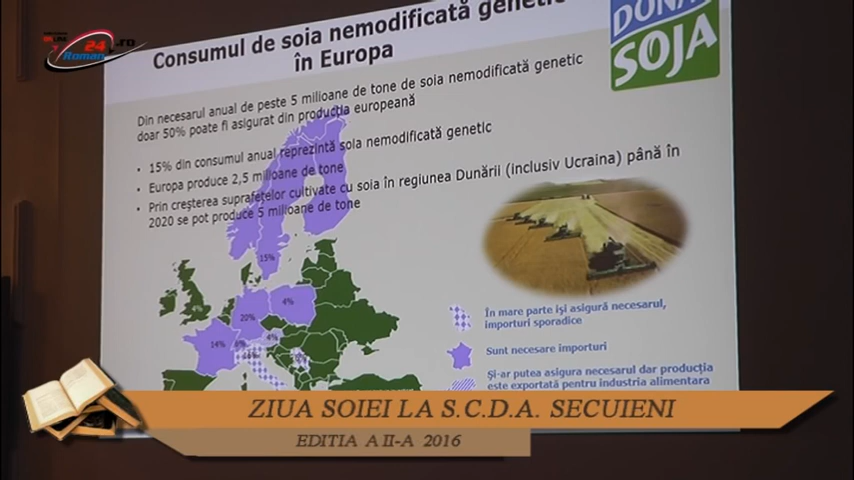 24.ro
Roman
Consumul de soia nemodificată genetic
în Europa
DONA
SOJA
Din necesarul anual de peste 5 milioane de tone de soia nemodificată genetic
doar 50% poate fi asigurat din producția europeană
• 15% din consumul anual reprezintă soia nemodificată genetic
• Europa produce 2,5 milioane de tone
• Prin creșterea suprafețelor cultivate cu soia în regiunea Dunării (inclusiv Ucraina) până în
2020 se pot produce 5 milioane de tone
15%
4%
20%
14%
4%
În mare parte își asigură necesarul,
importuri sporadice
Sunt necesare importuri
Și-ar putea asigura necesarul dar producția
este exportată pentru industria alimentara
ZIUA SOIEI LA S.C.D.A. SECUIENI
EDITIA A II-A 2016